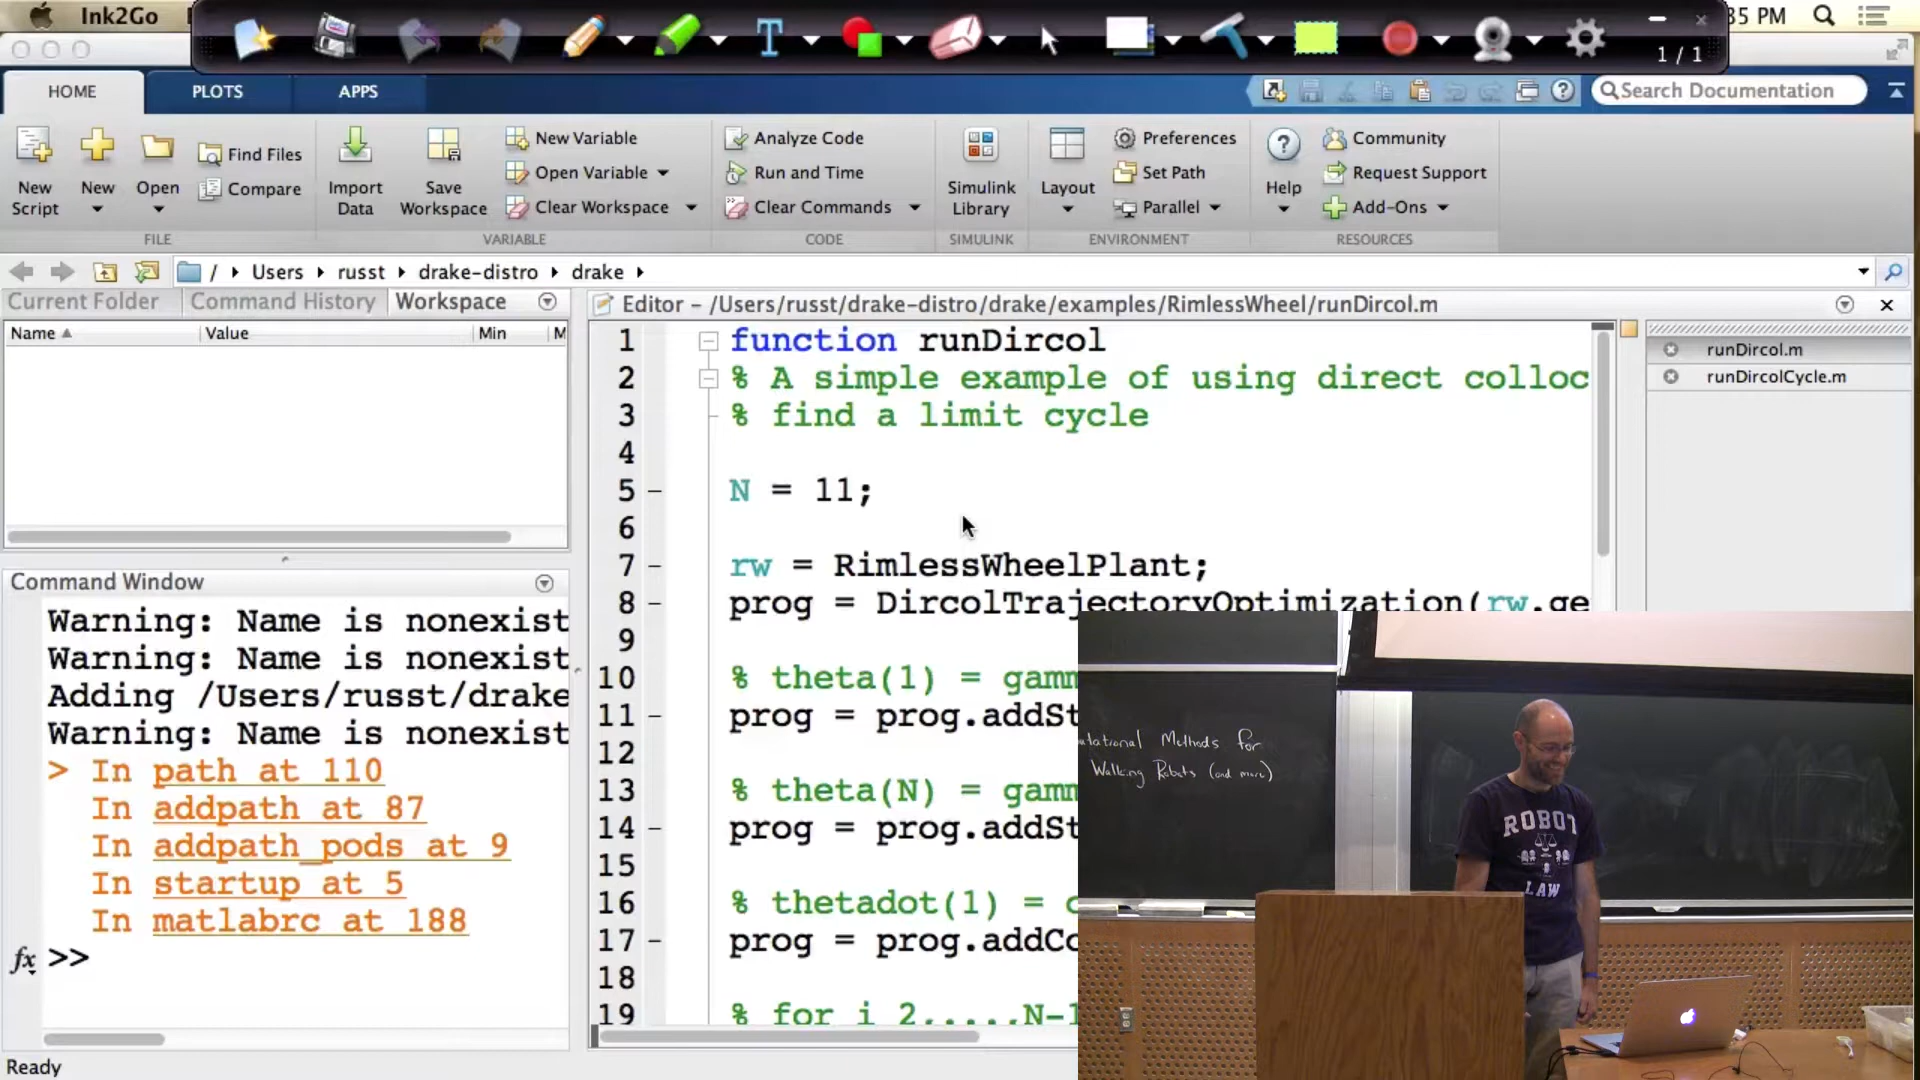 Ink2Go
35 PM
1 / 1
HOME
PLOTS
APPS
Search Documentation
New Script
New
Open
Find Files
Compare
FILE
Import Data
Save Workspace
New Variable
Open Variable
Clear Workspace
VARIABLE
Analyze Code
Run and Time
Clear Commands
CODE
Simulink Library
SIMULINK
Layout
Preferences
Set Path
Parallel
ENVIRONMENT
Help
Community
Request Support
Add-Ons
RESOURCES
/ Users russt drake-distro drake
Current Folder
Command History
Workspace
Name
Value
Min
M
Command Window
Warning: Name is nonexist
Warning: Name is nonexist
Adding /Users/russt/drake
Warning: Name is nonexist
> In path at 110
In addpath at 87
In addpath_pods at 9
In startup at 5
In matlabrc at 188
fx >>
Ready
Editor - /Users/russt/drake-distro/drake/examples/RimlessWheel/runDircol.m
1 function runDircol
2 % A simple example of using direct colloc
3 % find a limit cycle
4
5 N = 11;
6
7 rw = RimlessWheelPlant;
8 prog = DircolTrajectoryOptimization(rw.ge
9
10 % theta(1) = gamm
11 prog = prog.addSt
12
13 % theta(N) = gamm
14 prog = prog.addSt
15
16 % thetadot(1) = c
17 prog = prog.addCo
18
19 % for i 2,...,N-1
runDircol.m
runDircolCycle.m
utational Methods for
Walking Robots (and more)
ROBOT
LAW